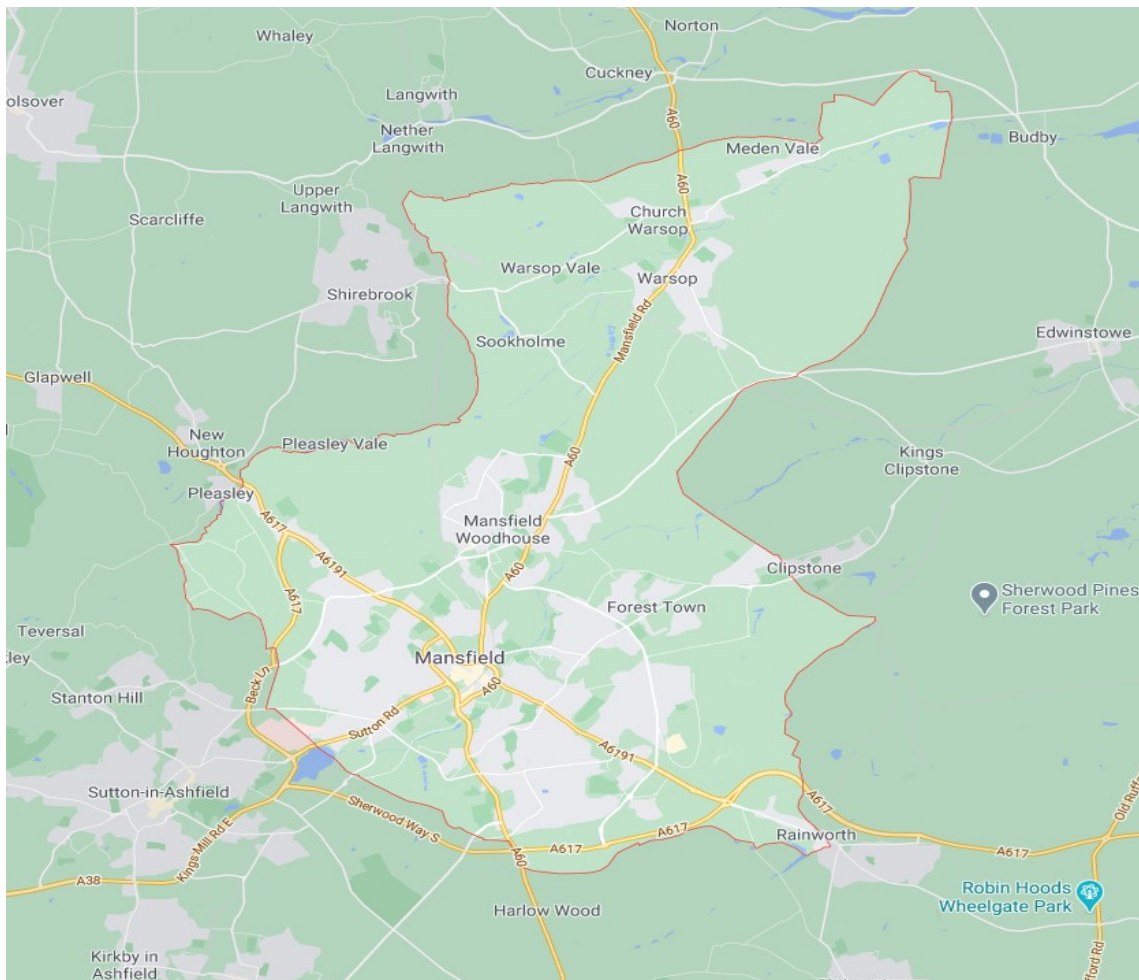 Norton
Whaley
Cuckney
olsover
Langwith
A60
Nether
Langwith
Budby
Meden Vale
A60
Upper
Langwith
Church
Warsop
Scarcliffe
Warsop Vale
Warsop
Shirebrook
Mansfield Rd
Edwinstowe
Sookholme
Glapwell
New
Houghton
Pleasley Vale
A60
Kings
Clipstone
Pleasley
A617
Mansfield
Woodhouse
A6191
A60
Clipstone
A617
Sherwood Pines
Forest Park
Forest Town
Teversal
kley
Mansfield
Beck Ln
Stanton Hill
A60
Sutton Rd
A6191
Sutton-in-Ashfield
A617
Sherwood Way S
Kings Mill Rd E
A617
Rainworth
A60
A617
A617
A38
Robin Hoods
Wheelgate Park
Harlow Wood
Kirkby in
Ashfield